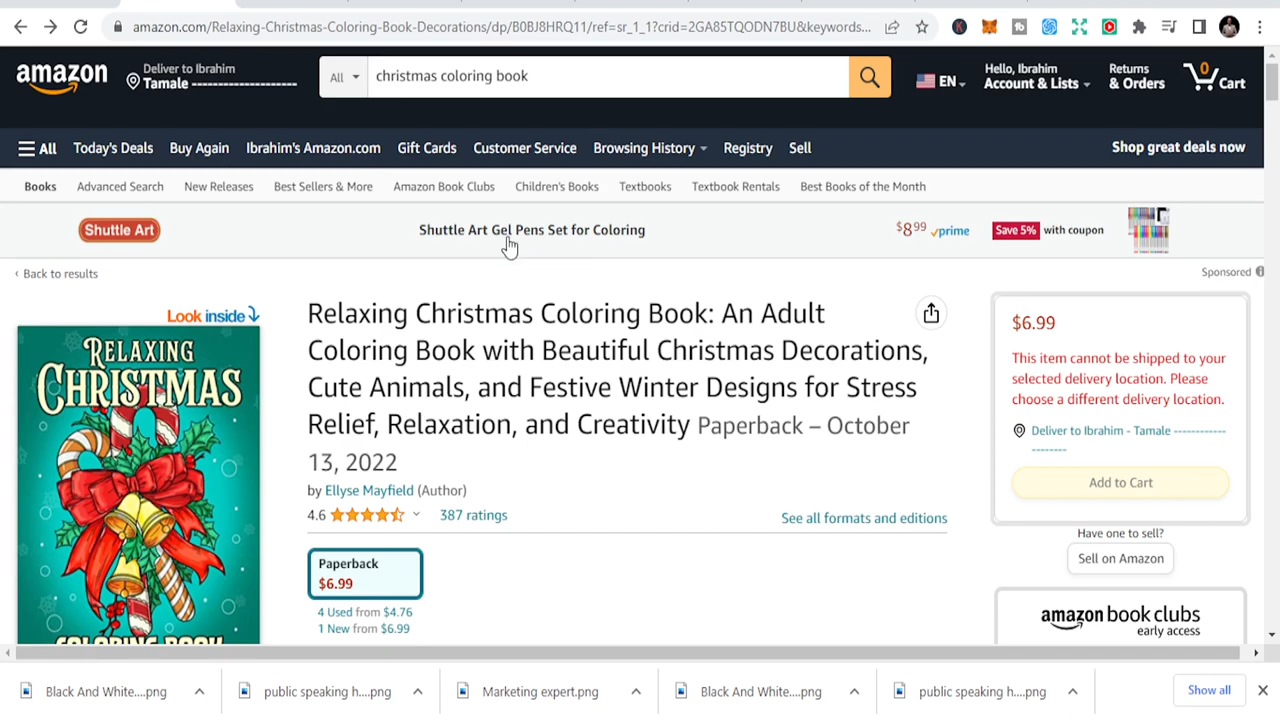 amazon.com/Relaxing-Christmas-Coloring-Book-Decorations/dp/B0BJ8HRQ11/ref=sr_1_1?crid=2GA85TQODN7BU&keywords...
amazon
Deliver to Ibrahim
Tamale --------------------
All
christmas coloring book
EN
Hello, Ibrahim
Account & Lists
Returns
& Orders
0
Cart
All
Today's Deals
Buy Again
Ibrahim's Amazon.com
Gift Cards
Customer Service
Browsing History
Registry
Sell
Shop great deals now
Books
Advanced Search
New Releases
Best Sellers & More
Amazon Book Clubs
Children's Books
Textbooks
Textbook Rentals
Best Books of the Month
Shuttle Art
Shuttle Art Gel Pens Set for Coloring
$8 99 prime
Save 5% with coupon
‹ Back to results
Sponsored
Look inside
RELAXING
CHRISTMAS
COLORING BOOK
Relaxing Christmas Coloring Book: An Adult
Coloring Book with Beautiful Christmas Decorations,
Cute Animals, and Festive Winter Designs for Stress
Relief, Relaxation, and Creativity Paperback – October
13, 2022
by Ellyse Mayfield (Author)
4.6
387 ratings
See all formats and editions
Paperback
$6.99
4 Used from $4.76
1 New from $6.99
$6.99
This item cannot be shipped to your
selected delivery location. Please
choose a different delivery location.
Deliver to Ibrahim - Tamale ------------
--------
Add to Cart
Have one to sell?
Sell on Amazon
amazon book clubs
early access
Black And White....png
public speaking h....png
Marketing expert.png
Black And White....png
public speaking h....png
Show all